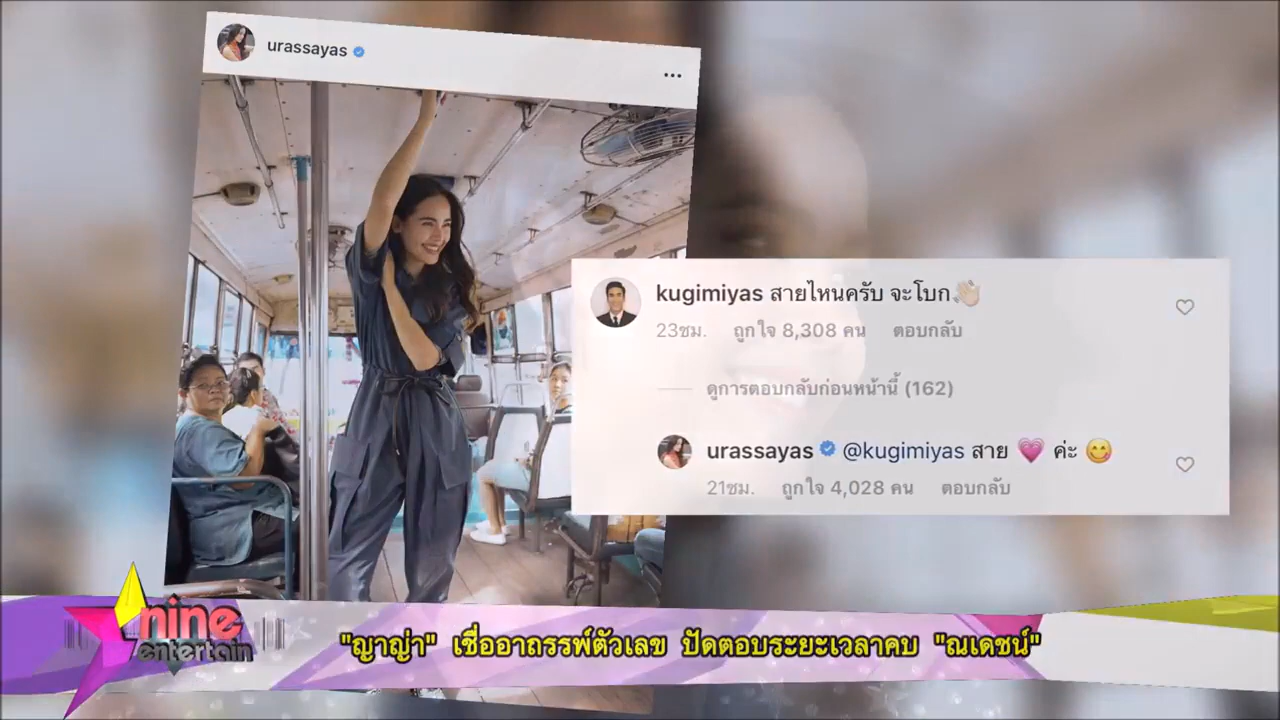 urassayas
kugimiyas สายไหนครับ จะโบก👋🏻
23ชม. ถูกใจ 8,308 คน ตอบกลับ
ดูการตอบกลับก่อนหน้านี้ (162)
urassayas @kugimiyas สาย 💗 ค่ะ 😋
21ชม. ถูกใจ 4,028 คน ตอบกลับ
nine
entertain
"ญาญ่า" เชื่ออาถรรพ์ตัวเลข ปัดตอบระยะเวลาคบ "ณเดชน์"